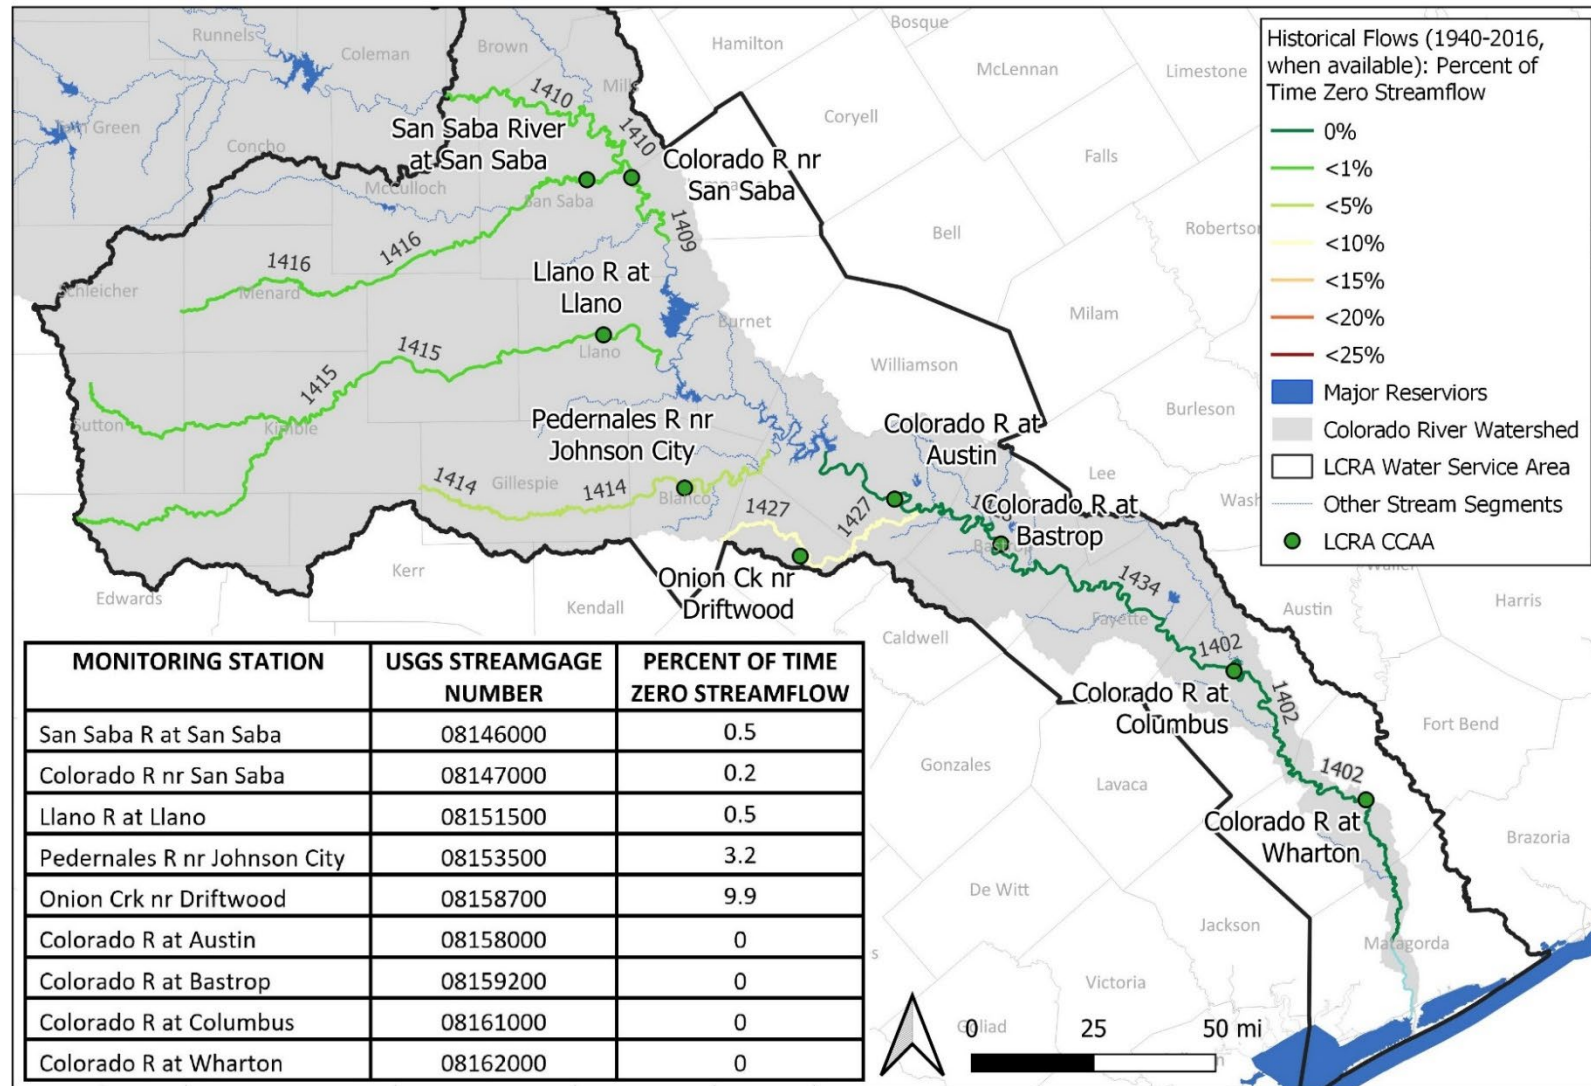 Runnels
Coleman
Brown
Mills
Hamilton
Bosque
McLennan
Limestone
Coryell
Falls
Tom Green
Concho
McCulloch
San Saba
Bell
Robertson
Schleicher
Menard
Burnet
Milam
Llano
Williamson
Burleson
Sutton
Kimble
Gillespie
Blanco
Lee
Bastrop
Kerr
Edwards
Kendall
Caldwell
Fayette
Austin
Waller
Harris
Fort Bend
Gonzales
Lavaca
Brazoria
De Witt
Jackson
Matagorda
Victoria
Goliad
1410
1410
1409
1416
1416
1415
1415
1414
1414
1427
1427
1434
1402
1402
1402
San Saba River
at San Saba
Colorado R nr
San Saba
Llano R at
Llano
Pedernales R nr
Johnson City
Colorado R at
Austin
Colorado R at
Bastrop
Onion Ck nr
Driftwood
Colorado R at
Columbus
Colorado R at
Wharton
Historical Flows (1940-2016,
when available): Percent of
Time Zero Streamflow
0%
<1%
<5%
<10%
<15%
<20%
<25%
Major Reserviors
Colorado River Watershed
LCRA Water Service Area
Other Stream Segments
LCRA CCAA
MONITORING STATION USGS STREAMGAGE NUMBER PERCENT OF TIME ZERO STREAMFLOW
San Saba R at San Saba 08146000 0.5
Colorado R nr San Saba 08147000 0.2
Llano R at Llano 08151500 0.5
Pedernales R nr Johnson City 08153500 3.2
Onion Crk nr Driftwood 08158700 9.9
Colorado R at Austin 08158000 0
Colorado R at Bastrop 08159200 0
Colorado R at Columbus 08161000 0
Colorado R at Wharton 08162000 0
0 25 50 mi